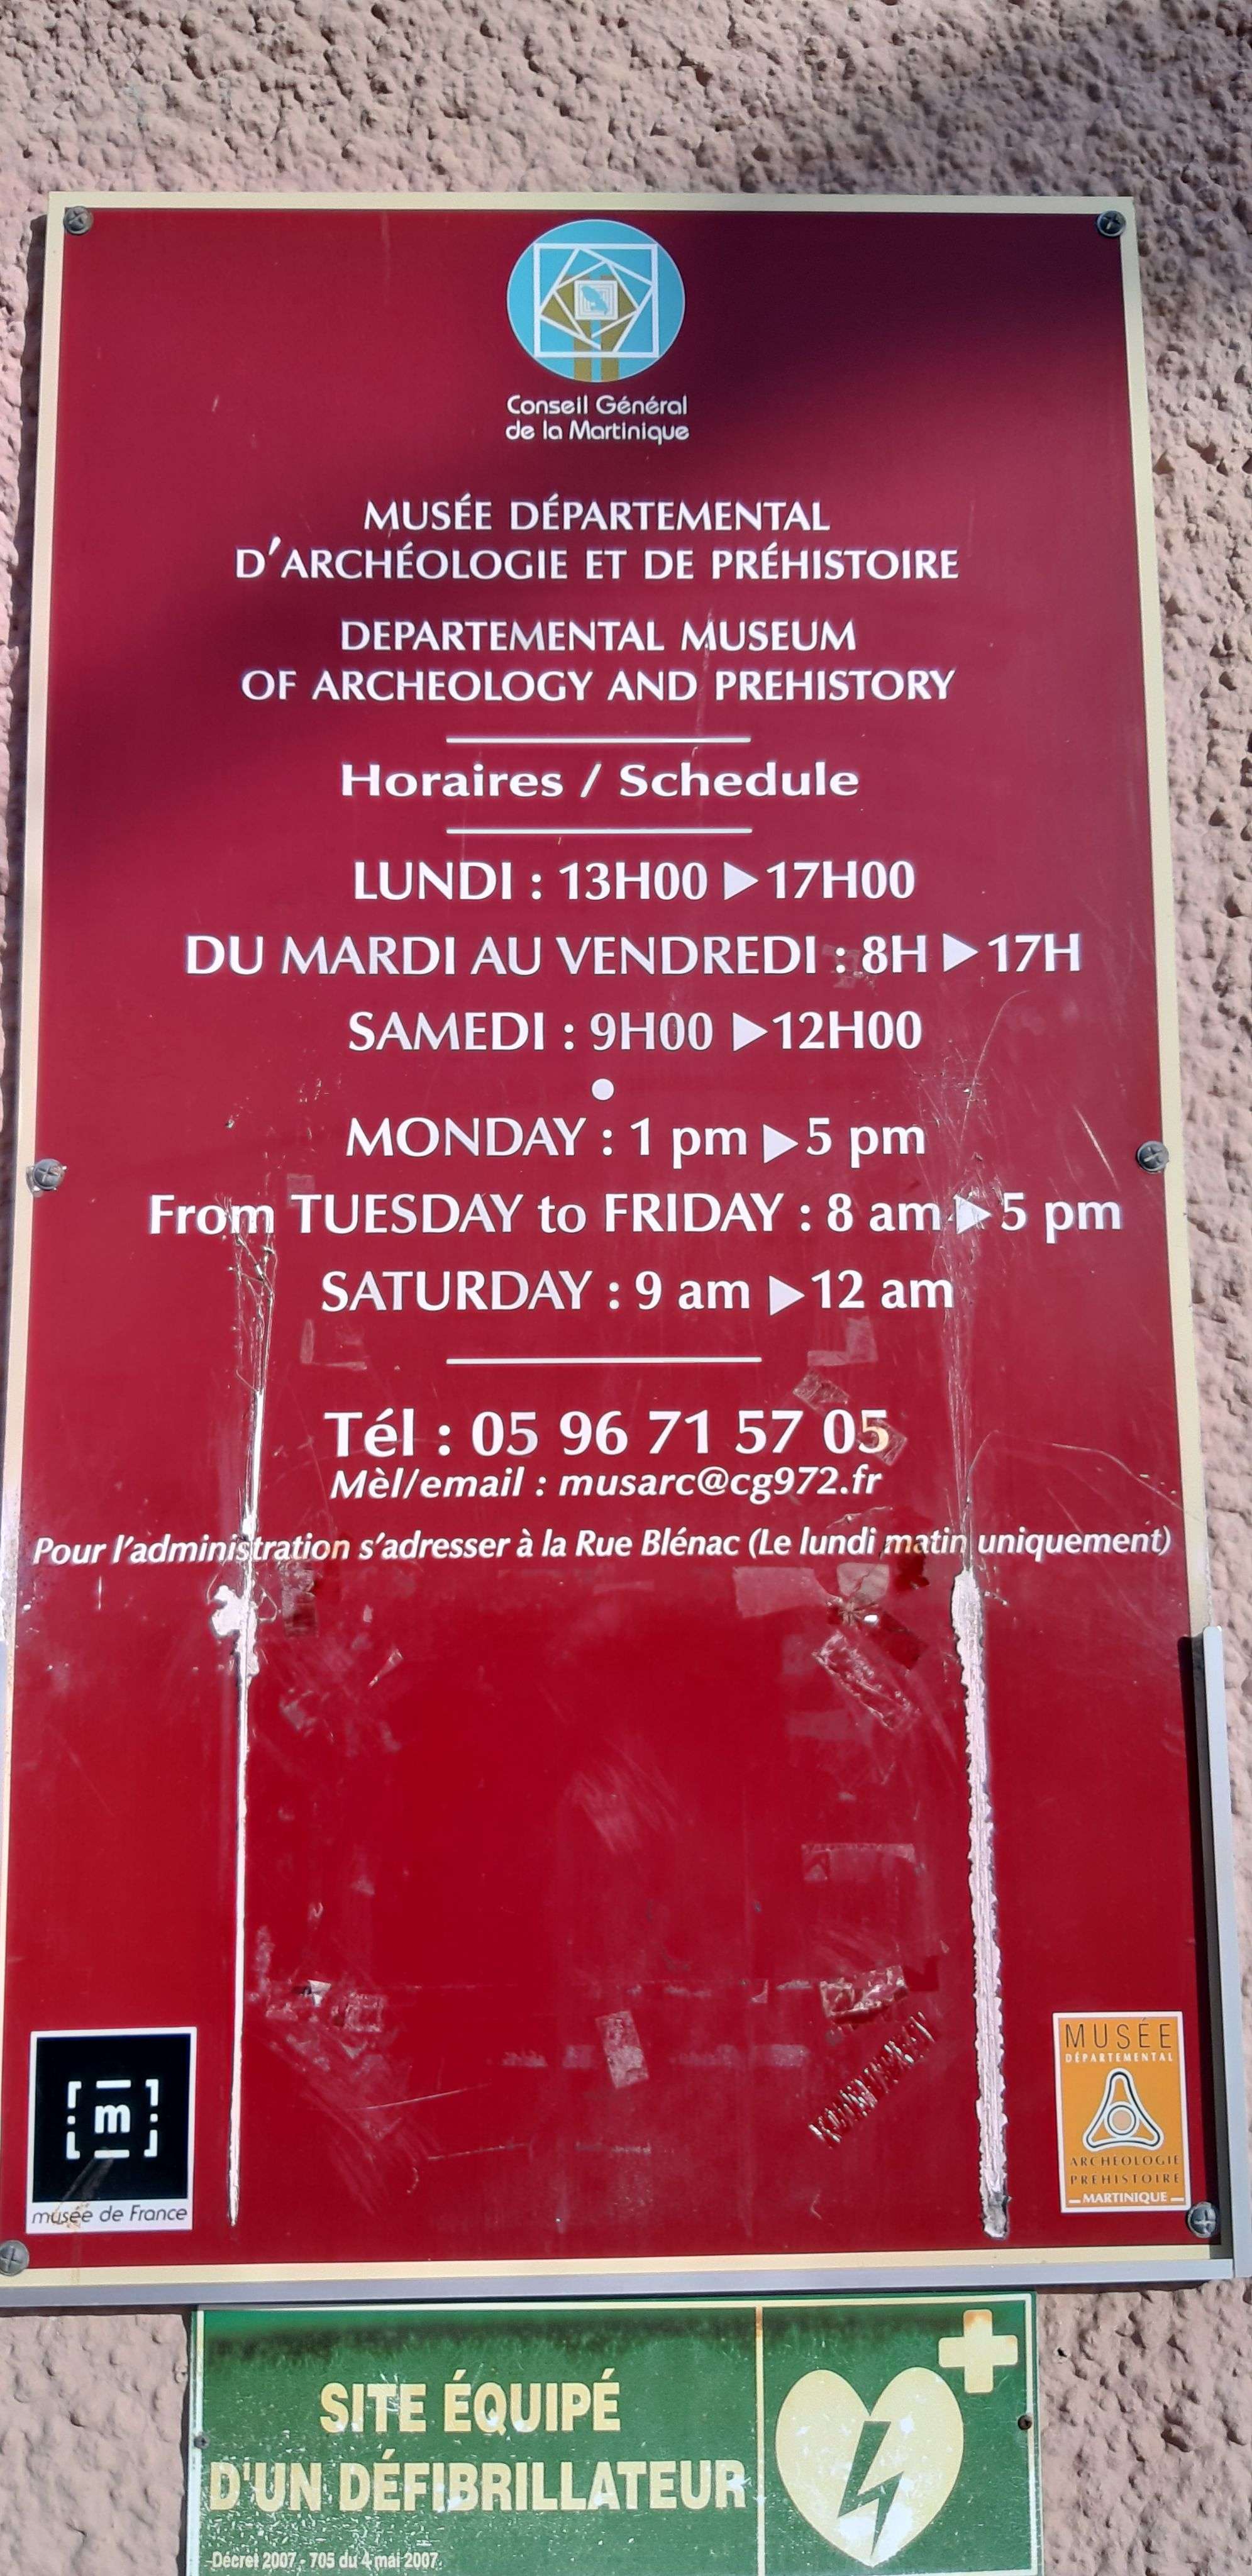 Conseil Général
de la Martinique
MUSÉE DÉPARTEMENTAL
D'ARCHÉOLOGIE ET DE PRÉHISTOIRE
DEPARTEMENTAL MUSEUM
OF ARCHEOLOGY AND PREHISTORY
Horaires / Schedule
LUNDI : 13H00 ▶ 17H00
DU MARDI AU VENDREDI : 8H ▶ 17H
SAMEDI : 9H00 ▶ 12H00
MONDAY : 1 pm ▶ 5 pm
From TUESDAY to FRIDAY : 8 am ▶ 5 pm
SATURDAY : 9 am ▶ 12 am
Tél : 05 96 71 57 05
Mèl/email : musarc@cg972.fr
Pour l'administration s'adresser à la Rue Blénac (Le lundi matin uniquement)
m
musée de France
MUSÉE
DÉPARTEMENTAL
ARCHÉOLOGIE
PRÉHISTOIRE
MARTINIQUE
SITE ÉQUIPÉ
D'UN DÉFIBRILLATEUR
Décret 2007 - 705 du 4 mai 2007